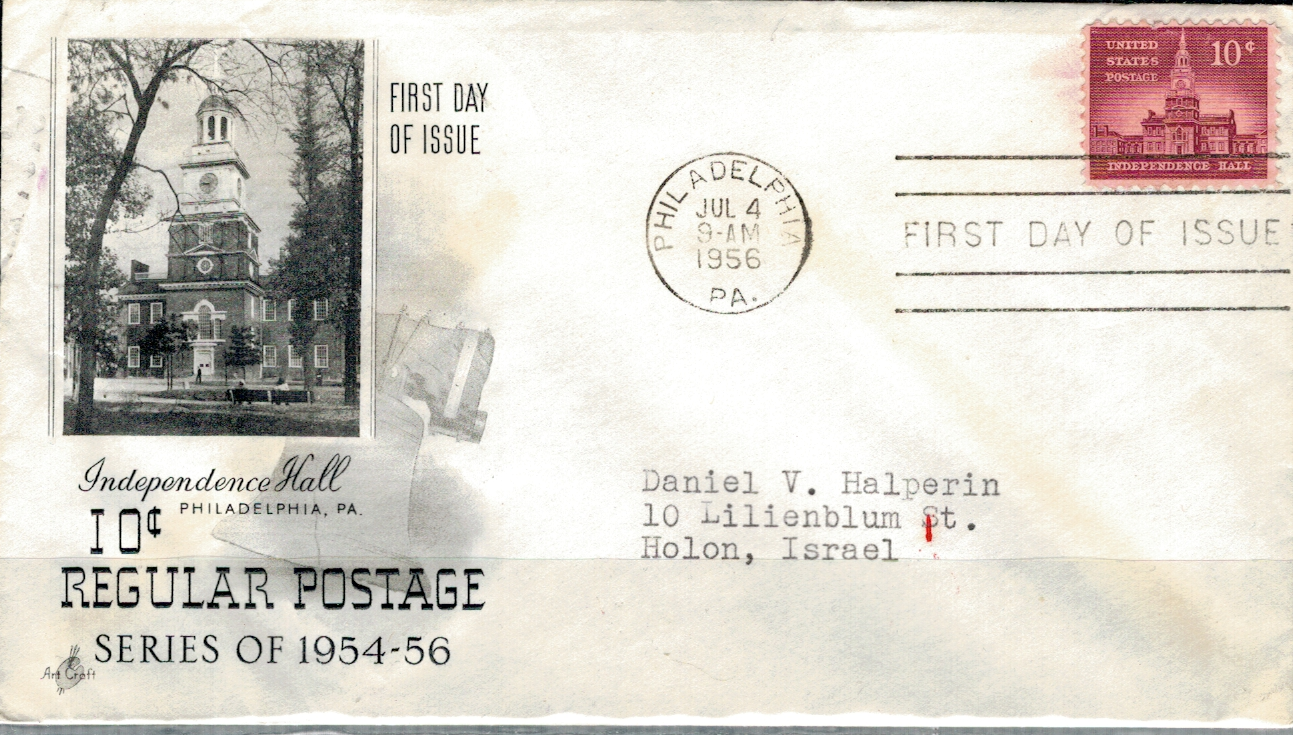 FIRST DAY
OF ISSUE
UNITED
STATES
POSTAGE
10¢
INDEPENDENCE HALL
PHILADELPHIA
JUL 4
9-AM
1956
PA.
FIRST DAY OF ISSUE
Independence Hall
PHILADELPHIA, PA.
10¢
REGULAR POSTAGE
SERIES OF 1954-56
Art Craft
Daniel V. Halperin
10 Lilienblum St.
Holon, Israel